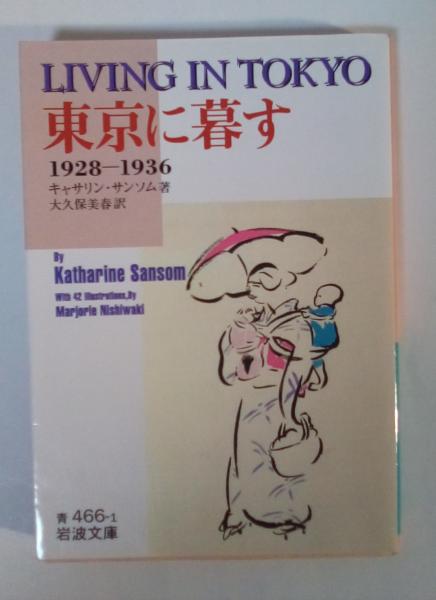 LIVING IN TOKYO
東京に暮す
1928—1936
キャサリン・サンソム著
大久保美春訳
By
Katharine Sansom
With 42 Illustrations, By
Marjorie Nishiwaki
青 466-1
岩波文庫